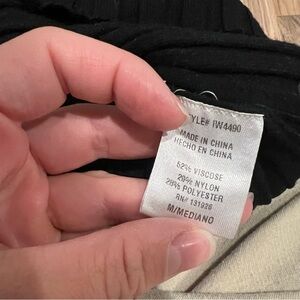 STYLE# IW4490
MADE IN CHINA
HECHO EN CHINA
52% VISCOSE
20% NYLON
28% POLYESTER
RN# 131926
M/MEDIANO